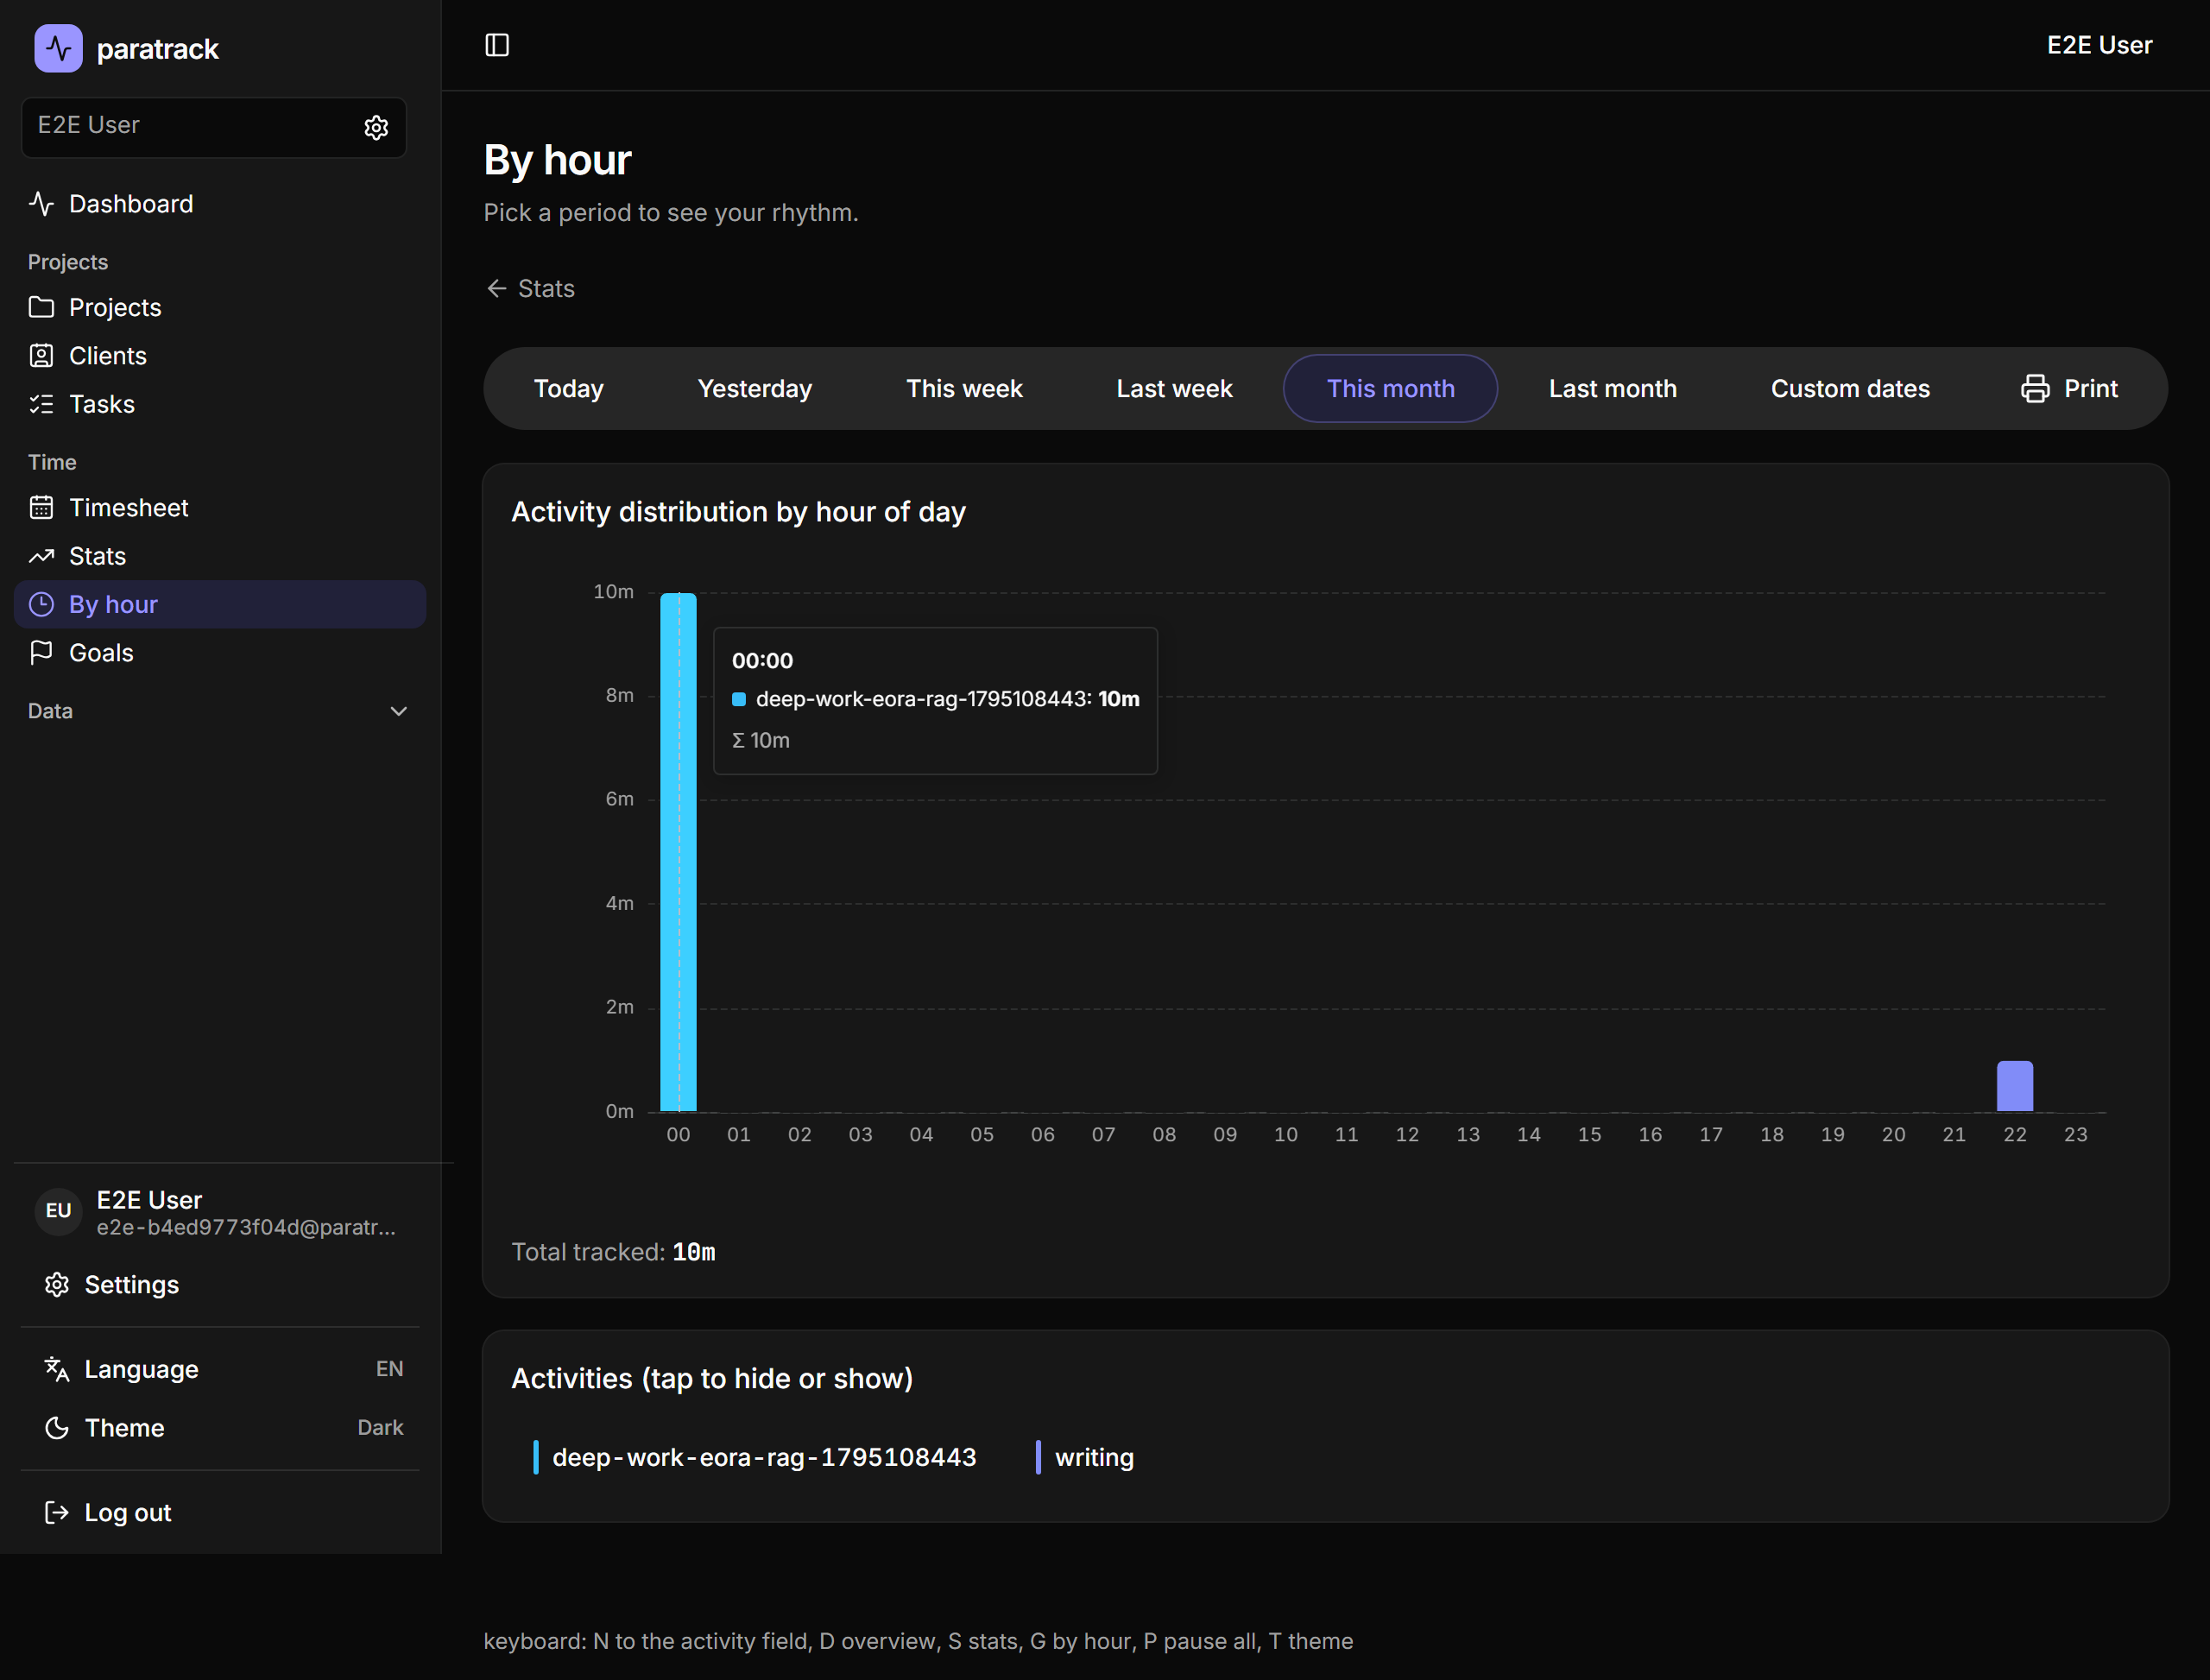 paratrack
E2E User
Dashboard
Projects
Projects
Clients
Tasks
Time
Timesheet
Stats
By hour
Goals
Data
EU
E2E User
e2e-b4ed9773f04d@paratr...
Settings
Language EN
Theme Dark
Log out
E2E User
By hour
Pick a period to see your rhythm.
Stats
Today Yesterday This week Last week This month Last month Custom dates Print
Activity distribution by hour of day
10m
8m
6m
4m
2m
0m
00:00
deep-work-eora-rag-1795108443: 10m
Σ 10m
00 01 02 03 04 05 06 07 08 09 10 11 12 13 14 15 16 17 18 19 20 21 22 23
Total tracked: 10m
Activities (tap to hide or show)
deep-work-eora-rag-1795108443 writing
keyboard: N to the activity field, D overview, S stats, G by hour, P pause all, T theme